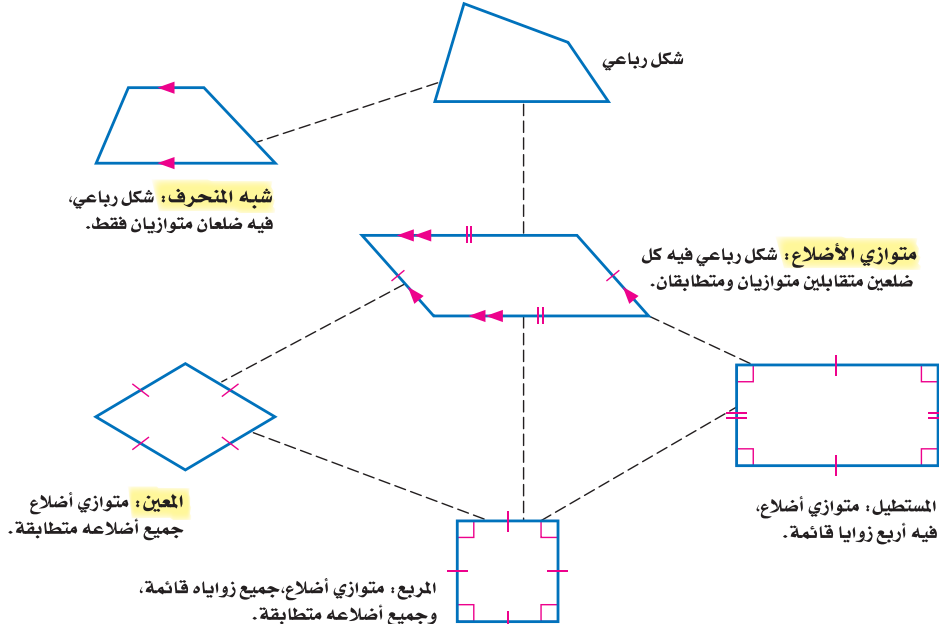 شكل رباعي
شبه المنحرف: شكل رباعي،
فيه ضلعان متوازيان فقط.
متوازي الأضلاع: شكل رباعي فيه كل
ضلعين متقابلين متوازيان ومتطابقان.
المعين: متوازي أضلاع
جميع أضلاعه متطابقة.
المستطيل: متوازي أضلاع،
فيه أربع زوايا قائمة.
المربع: متوازي أضلاع،جميع زواياه قائمة،
وجميع أضلاعه متطابقة.